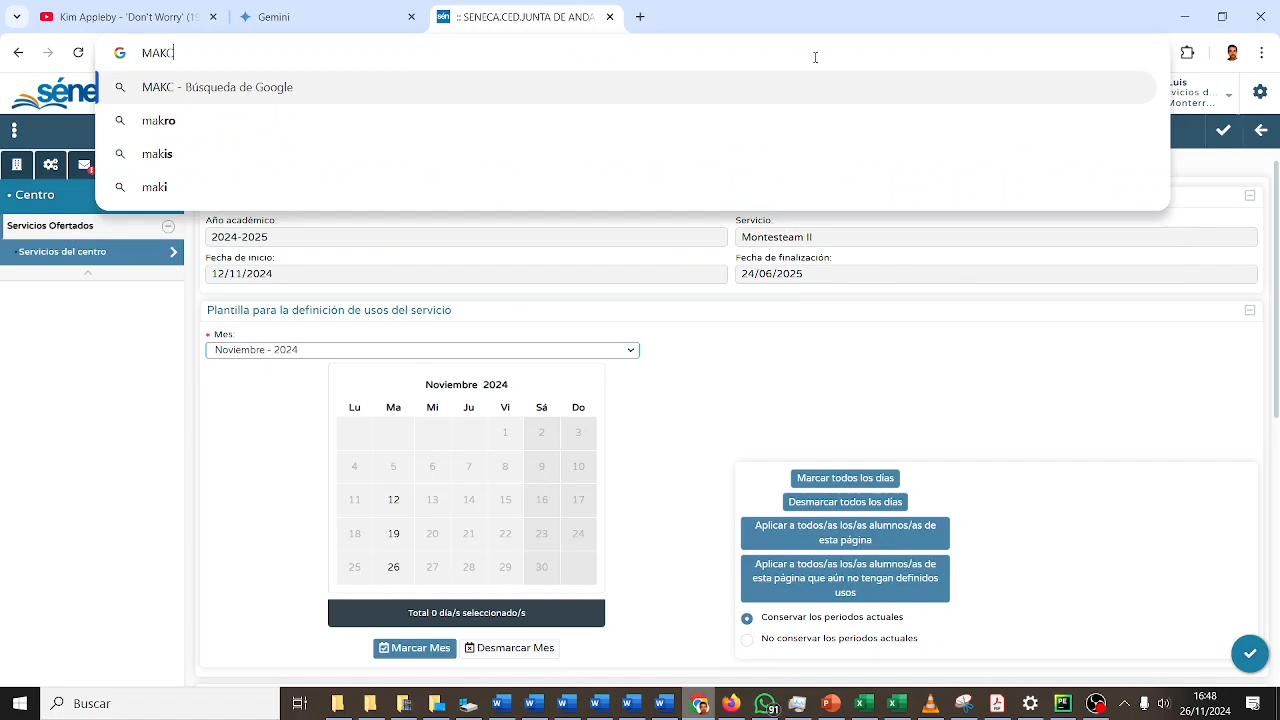 Kim Appleby - 'Don't Worry' (12"
Gemini
:: SENECA.CEDJUNTA DE ANDA
MAKC
MAKC - Búsqueda de Google
makro
makis
maki
séne
Luis
rvicios d...
Monterr...
Centro
Servicios Ofertados
Servicios del centro
Año académico:
Servicio:
2024-2025
Montesteam II
Fecha de inicio:
Fecha de finalización:
12/11/2024
24/06/2025
Plantilla para la definición de usos del servicio
* Mes:
Noviembre - 2024
Noviembre 2024
Lu Ma Mi Ju Vi Sá Do
1 2 3
4 5 6 7 8 9 10
11 12 13 14 15 16 17
18 19 20 21 22 23 24
25 26 27 28 29 30
Total 0 día/s seleccionado/s
Marcar Mes
Desmarcar Mes
Marcar todos los días
Desmarcar todos los días
Aplicar a todos/as los/as alumnos/as de
esta página
Aplicar a todos/as los/as alumnos/as de
esta página que aún no tengan definidos
usos
Conservar los periodos actuales
No conservar los periodos actuales
Buscar
91
16:48
26/11/2024